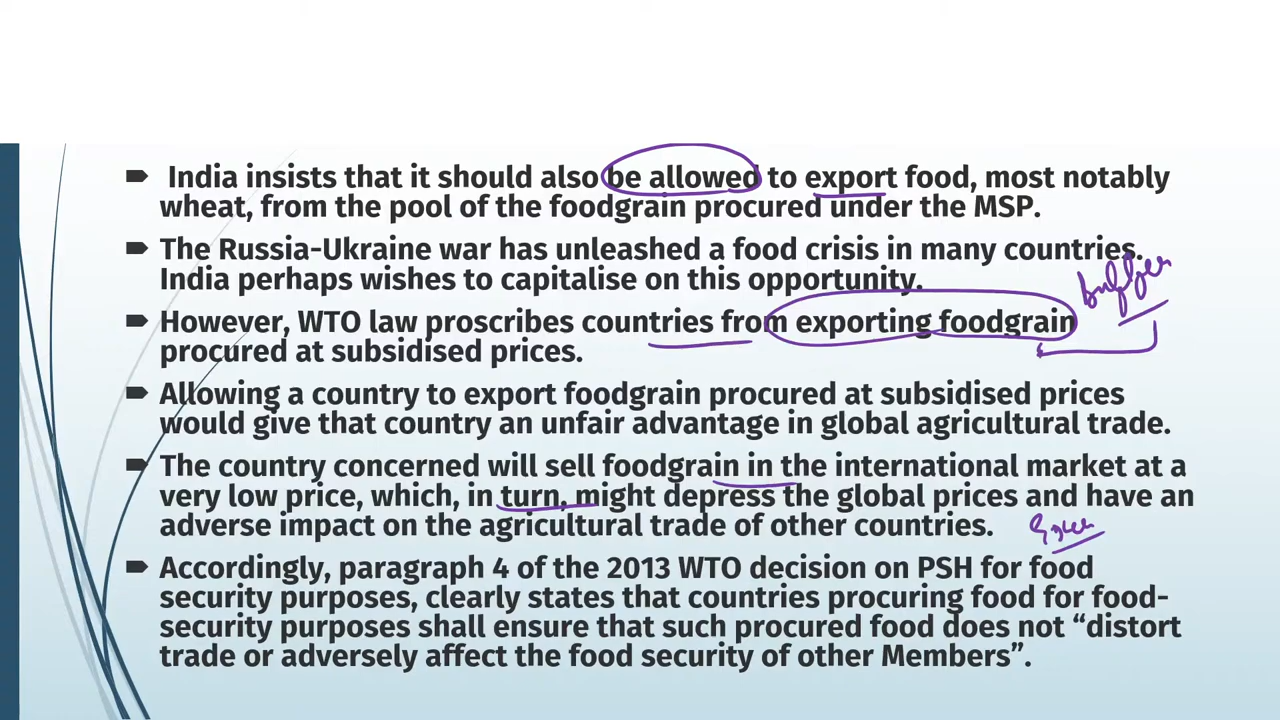 India insists that it should also be allowed to export food, most notably
wheat, from the pool of the foodgrain procured under the MSP.
The Russia-Ukraine war has unleashed a food crisis in many countries.
India perhaps wishes to capitalise on this opportunity.
However, WTO law proscribes countries from exporting foodgrain
procured at subsidised prices.
Allowing a country to export foodgrain procured at subsidised prices
would give that country an unfair advantage in global agricultural trade.
The country concerned will sell foodgrain in the international market at a
very low price, which, in turn, might depress the global prices and have an
adverse impact on the agricultural trade of other countries.
Accordingly, paragraph 4 of the 2013 WTO decision on PSH for food
security purposes, clearly states that countries procuring food for food-
security purposes shall ensure that such procured food does not “distort
trade or adversely affect the food security of other Members”.